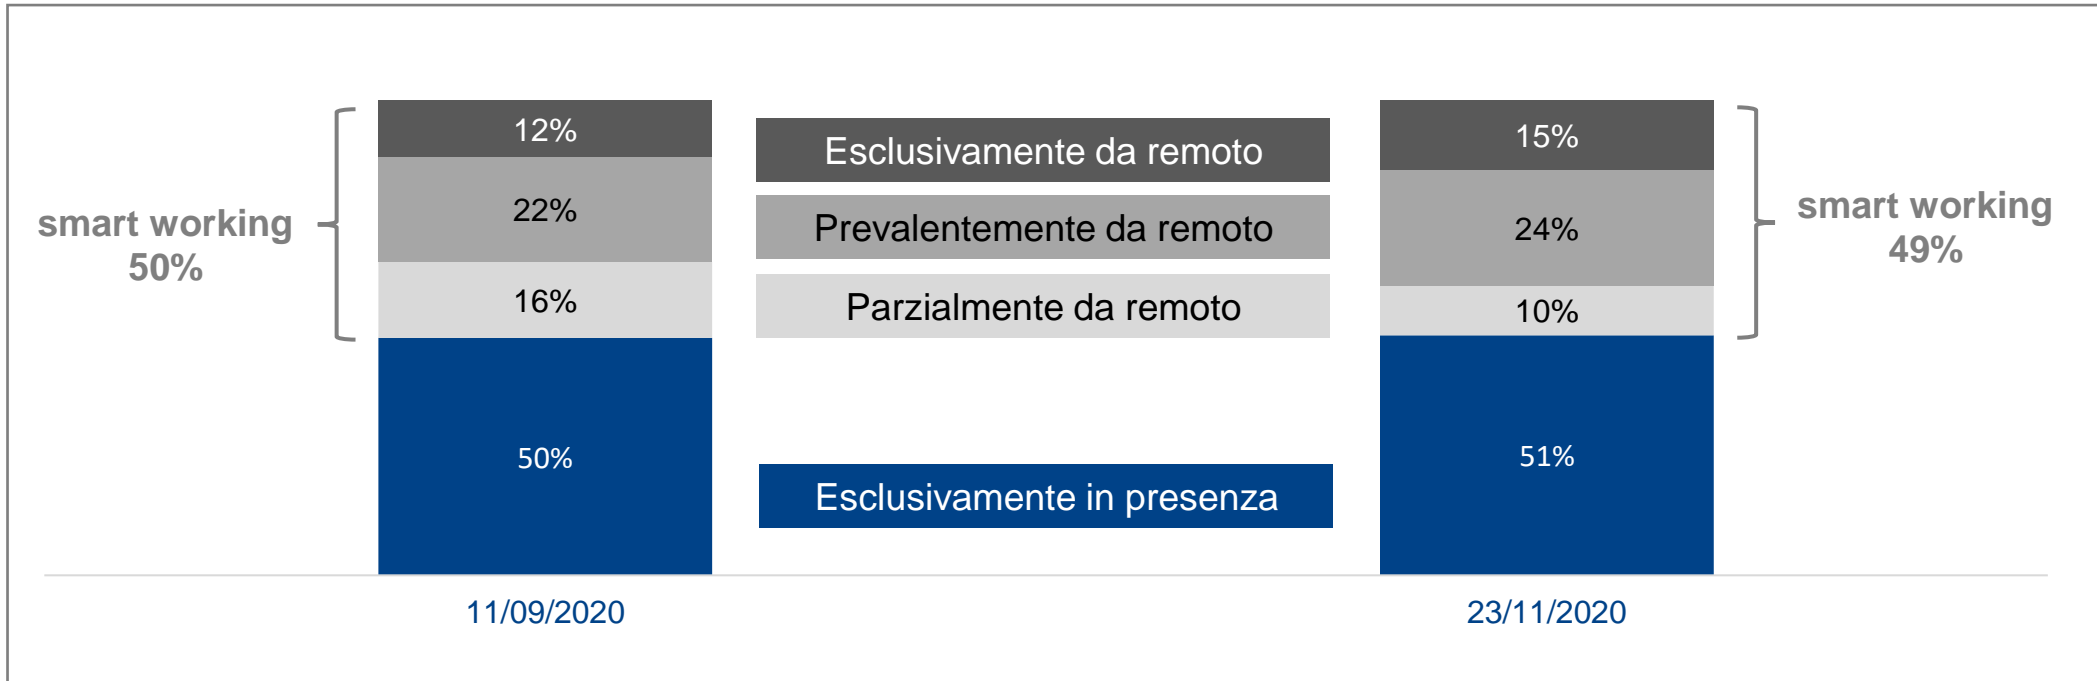 12%
22%
16%
50%
smart working
50%
Esclusivamente da remoto
Prevalentemente da remoto
Parzialmente da remoto
Esclusivamente in presenza
15%
24%
10%
51%
smart working
49%
11/09/2020
23/11/2020